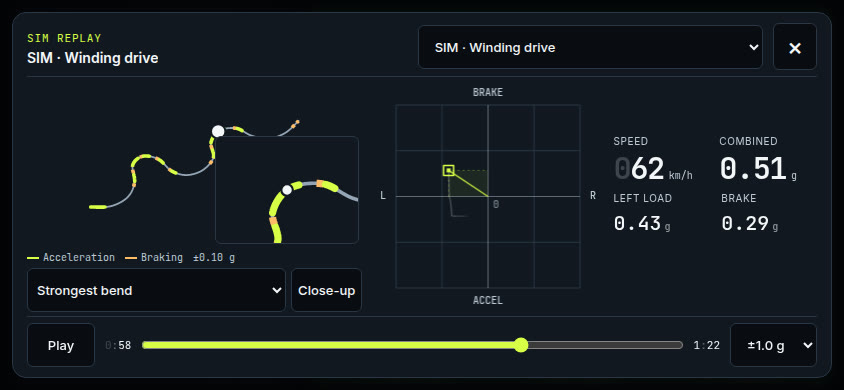 SIM REPLAY
SIM · Winding drive
SIM · Winding drive
×
BRAKE
L
R
0
ACCEL
SPEED
062 km/h
COMBINED
0.51 g
LEFT LOAD
0.43 g
BRAKE
0.29 g
Acceleration Braking ±0.10 g
Strongest bend
Close-up
Play
0:58
1:22
±1.0 g